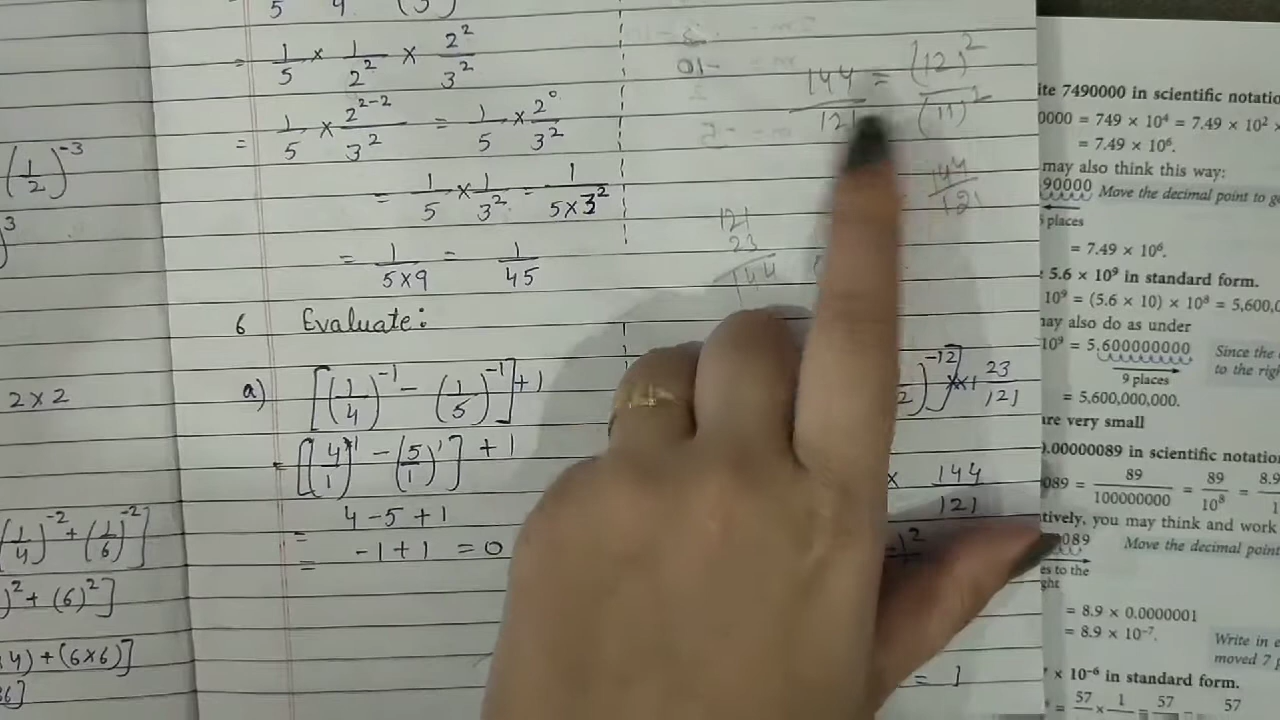 5 4 (3)
= 1/5 × 1/2² × 2²/3²
= 1/5 × 2²⁻²/3² = 1/5 × 2⁰/3²
= 1/5 × 1/3² = 1/(5×3²)
= 1/(5×9) = 1/45
6 Evaluate:
a) [(1/4)⁻¹ − (1/5)⁻¹] + 1
= [(4/1)¹ − (5/1)¹] + 1
= 4 − 5 + 1
= −1 + 1 = 0
(1/2)⁻³
3
2 × 2
(1/4)⁻² + (1/6)⁻²]
)² + (6)²]
4) + (6×6)]
36]
144/121 = (12)²/(11)²
144/121
121
23
144
23/121
× 144/121
= 1
ite 7490000 in scientific notatio
0000 = 749 × 10⁴ = 7.49 × 10² ×
= 7.49 × 10⁶.
may also think this way:
90000 Move the decimal point to g
places
= 7.49 × 10⁶.
5.6 × 10⁹ in standard form.
10⁹ = (5.6 × 10) × 10⁸ = 5,600,0
may also do as under
10⁹ = 5.600000000 Since the
to the righ
9 places
= 5,600,000,000.
are very small
0.00000089 in scientific notatio
089 = 89/100000000 = 89/10⁸ = 8.9
tively, you may think and work
089 Move the decimal poin
es to the
ght
= 8.9 × 0.0000001
= 8.9 × 10⁻⁷.
Write in e
moved 7 p
× 10⁻⁶ in standard form.
= 57 × 1 = 57 = 57